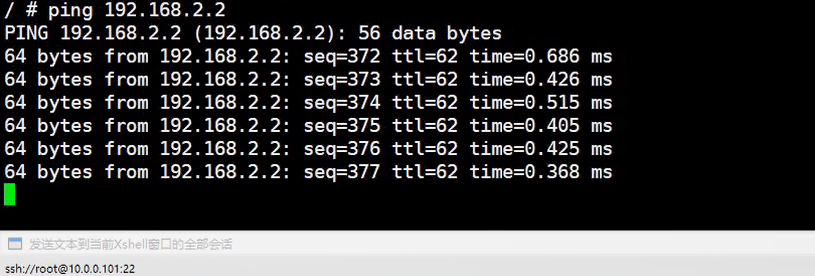 / # ping 192.168.2.2
PING 192.168.2.2 (192.168.2.2): 56 data bytes
64 bytes from 192.168.2.2: seq=372 ttl=62 time=0.686 ms
64 bytes from 192.168.2.2: seq=373 ttl=62 time=0.426 ms
64 bytes from 192.168.2.2: seq=374 ttl=62 time=0.515 ms
64 bytes from 192.168.2.2: seq=375 ttl=62 time=0.405 ms
64 bytes from 192.168.2.2: seq=376 ttl=62 time=0.425 ms
64 bytes from 192.168.2.2: seq=377 ttl=62 time=0.368 ms
发送文本到当前Xshell窗口的全部会话
ssh://root@10.0.0.101:22